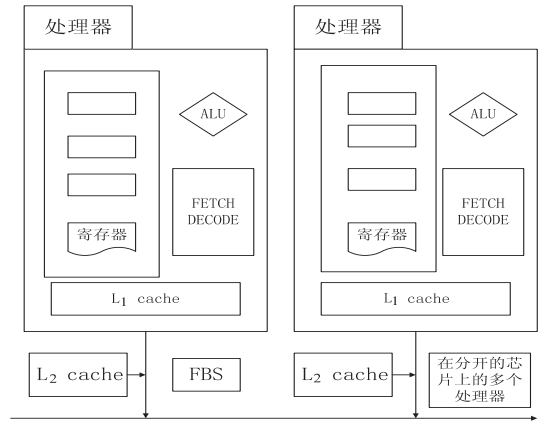 处理器
处理器
ALU
FETCH
DECODE
寄存器
L₁ cache
ALU
FETCH
DECODE
寄存器
L₁ cache
L₂ cache
FBS
L₂ cache
在分开的芯
片上的多个
处理器